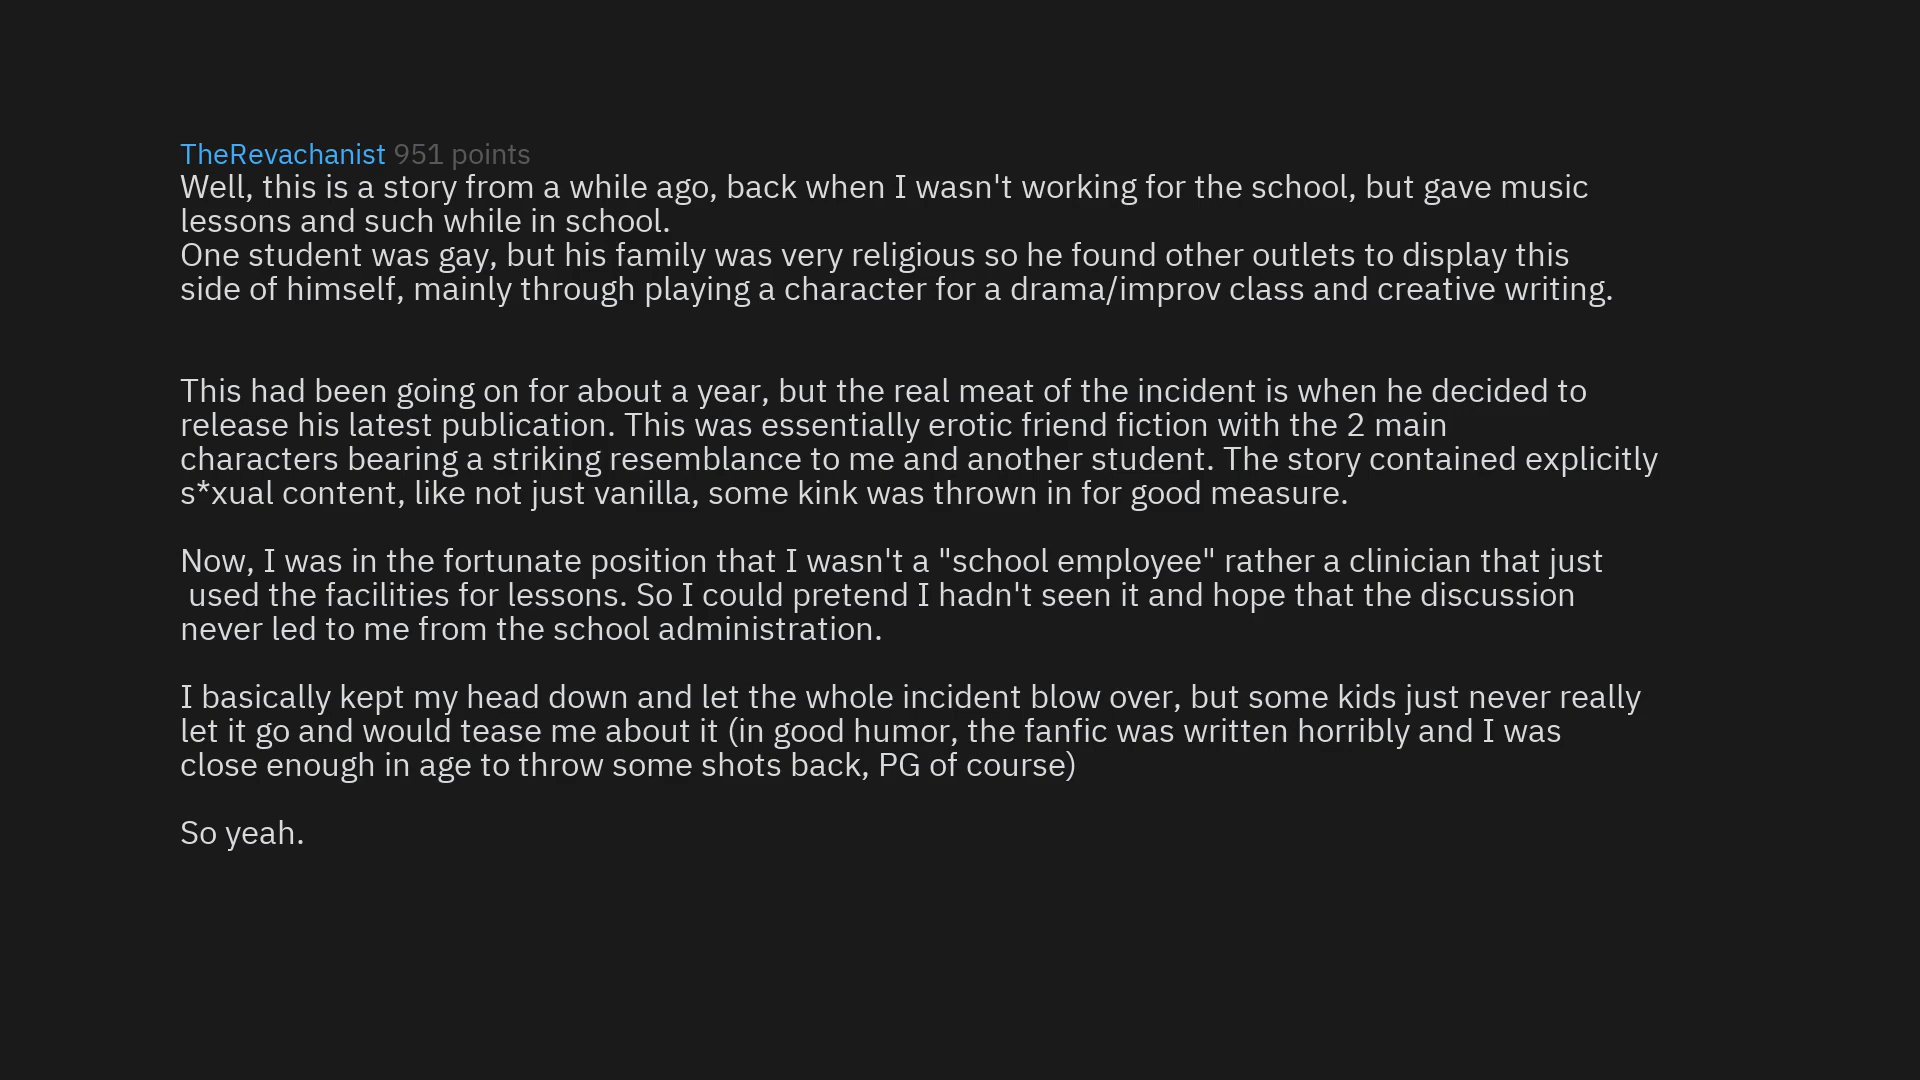 TheRevachanist 951 points
Well, this is a story from a while ago, back when I wasn't working for the school, but gave music
lessons and such while in school.
One student was gay, but his family was very religious so he found other outlets to display this
side of himself, mainly through playing a character for a drama/improv class and creative writing.
This had been going on for about a year, but the real meat of the incident is when he decided to
release his latest publication. This was essentially erotic friend fiction with the 2 main
characters bearing a striking resemblance to me and another student. The story contained explicitly
s*xual content, like not just vanilla, some kink was thrown in for good measure.
Now, I was in the fortunate position that I wasn't a "school employee" rather a clinician that just
used the facilities for lessons. So I could pretend I hadn't seen it and hope that the discussion
never led to me from the school administration.
I basically kept my head down and let the whole incident blow over, but some kids just never really
let it go and would tease me about it (in good humor, the fanfic was written horribly and I was
close enough in age to throw some shots back, PG of course)
So yeah.